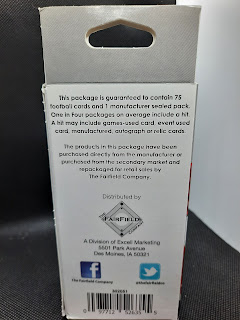 This package is guaranteed to contain 75
football cards and 1 manufacturer sealed pack.
One in Four packages on average include a hit.
A hit may include games-used card, event used
card, manufactured, autograph or relic cards.
The products in this package have been
purchased directly from the manufacturer or
purchased from the secondary market and
repackaged for retail sales by
The Fairfield Company.
Distributed by
FAIRFIELD
A Division of Excell Marketing
5501 Park Avenue
Des Moines, IA 50321
The Fairfield Company